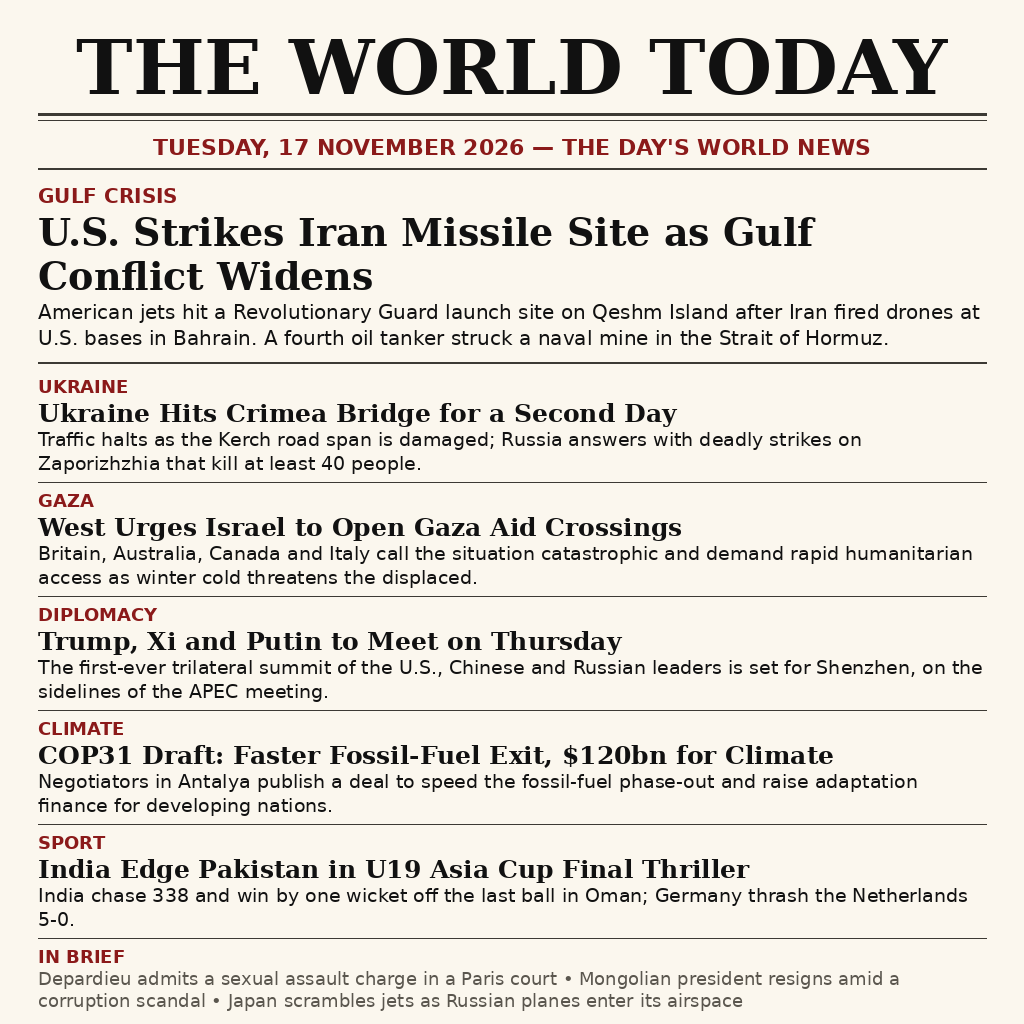 THE WORLD TODAY
TUESDAY, 17 NOVEMBER 2026 — THE DAY'S WORLD NEWS
GULF CRISIS
U.S. Strikes Iran Missile Site as Gulf
Conflict Widens
American jets hit a Revolutionary Guard launch site on Qeshm Island after Iran fired drones at
U.S. bases in Bahrain. A fourth oil tanker struck a naval mine in the Strait of Hormuz.
UKRAINE
Ukraine Hits Crimea Bridge for a Second Day
Traffic halts as the Kerch road span is damaged; Russia answers with deadly strikes on
Zaporizhzhia that kill at least 40 people.
GAZA
West Urges Israel to Open Gaza Aid Crossings
Britain, Australia, Canada and Italy call the situation catastrophic and demand rapid humanitarian
access as winter cold threatens the displaced.
DIPLOMACY
Trump, Xi and Putin to Meet on Thursday
The first-ever trilateral summit of the U.S., Chinese and Russian leaders is set for Shenzhen, on the
sidelines of the APEC meeting.
CLIMATE
COP31 Draft: Faster Fossil-Fuel Exit, $120bn for Climate
Negotiators in Antalya publish a deal to speed the fossil-fuel phase-out and raise adaptation
finance for developing nations.
SPORT
India Edge Pakistan in U19 Asia Cup Final Thriller
India chase 338 and win by one wicket off the last ball in Oman; Germany thrash the Netherlands
5-0.
IN BRIEF
Depardieu admits a sexual assault charge in a Paris court • Mongolian president resigns amid a
corruption scandal • Japan scrambles jets as Russian planes enter its airspace